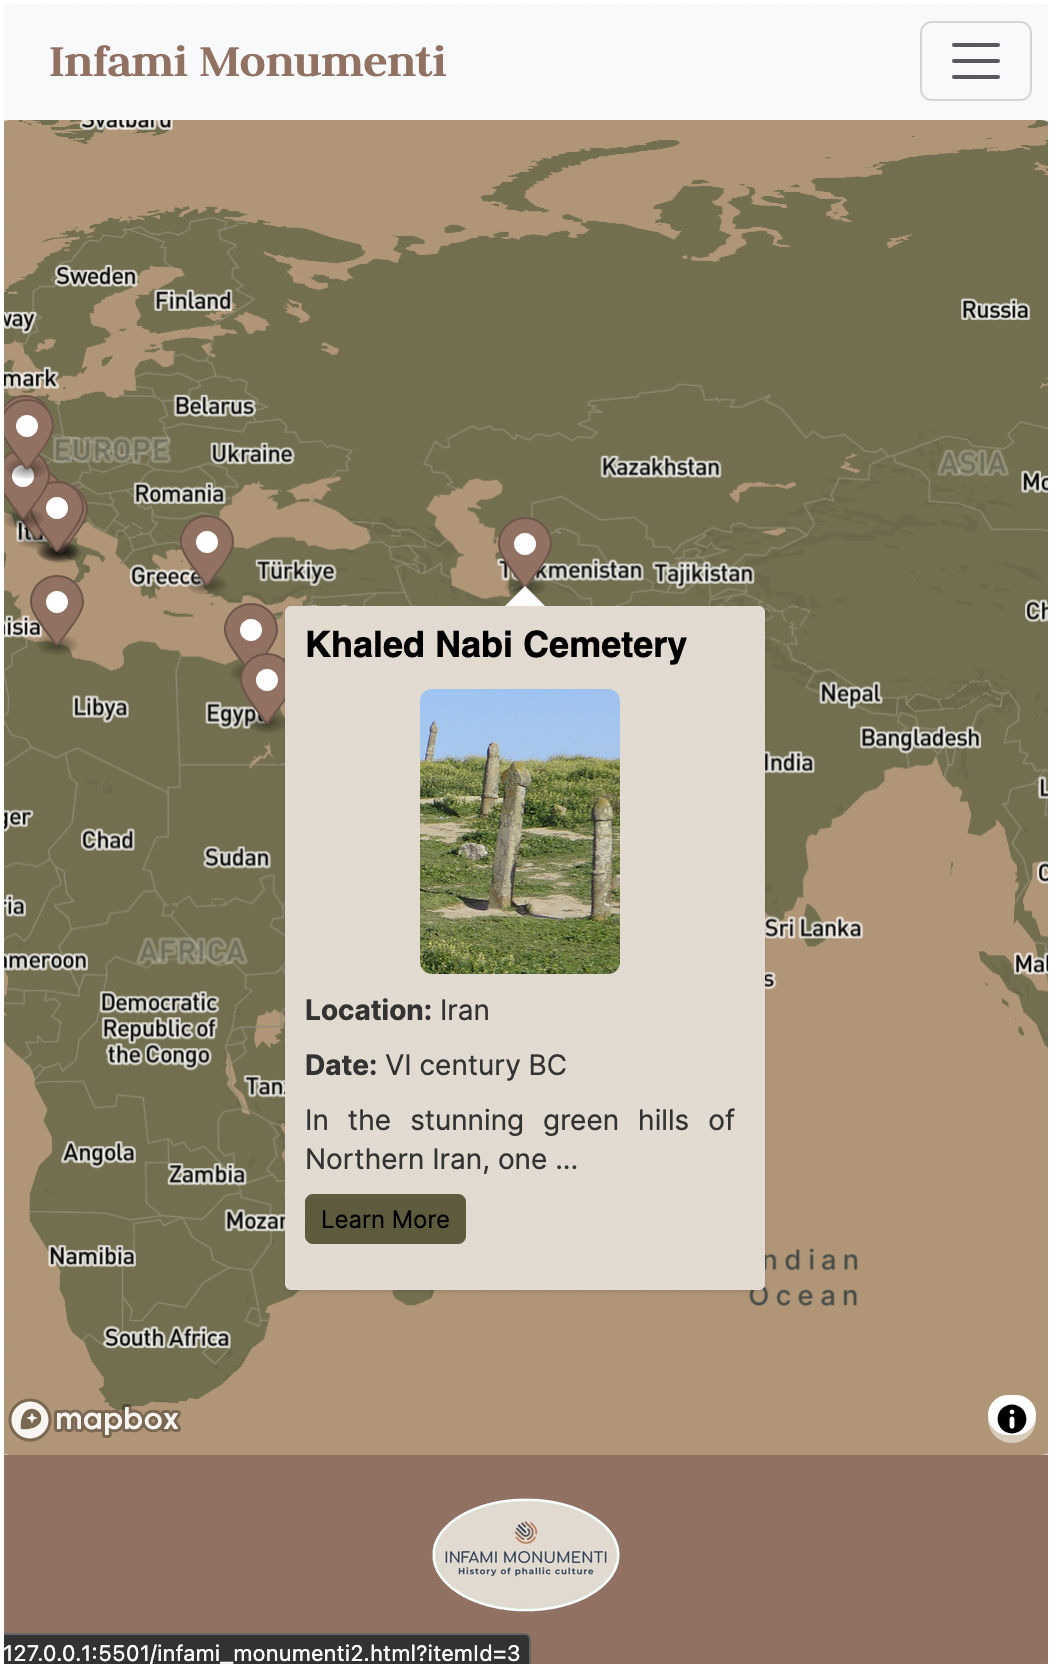 Infami Monumenti
Svalbard
Sweden
Finland
way
Russia
mark
Belarus
EUROPE
Ukraine
Kazakhstan
ASIA
Romania
Mo
Ita
Greece
Türkiye
Turkmenistan
Tajikistan
isia
Ch
Khaled Nabi Cemetery
Libya
Egypt
Nepal
Bangladesh
India
L
ger
Chad
Sudan
C
ria
AFRICA
Sri Lanka
ameroon
s
Mal
Democratic
Republic of
the Congo
Location: Iran
Date: VI century BC
Tanz
In the stunning green hills of
Northern Iran, one ...
Angola
Zambia
Learn More
Mozar
Namibia
ndian
Ocean
South Africa
mapbox
INFAMI MONUMENTI
History of phallic culture
127.0.0.1:5501/infami_monumenti2.html?itemId=3